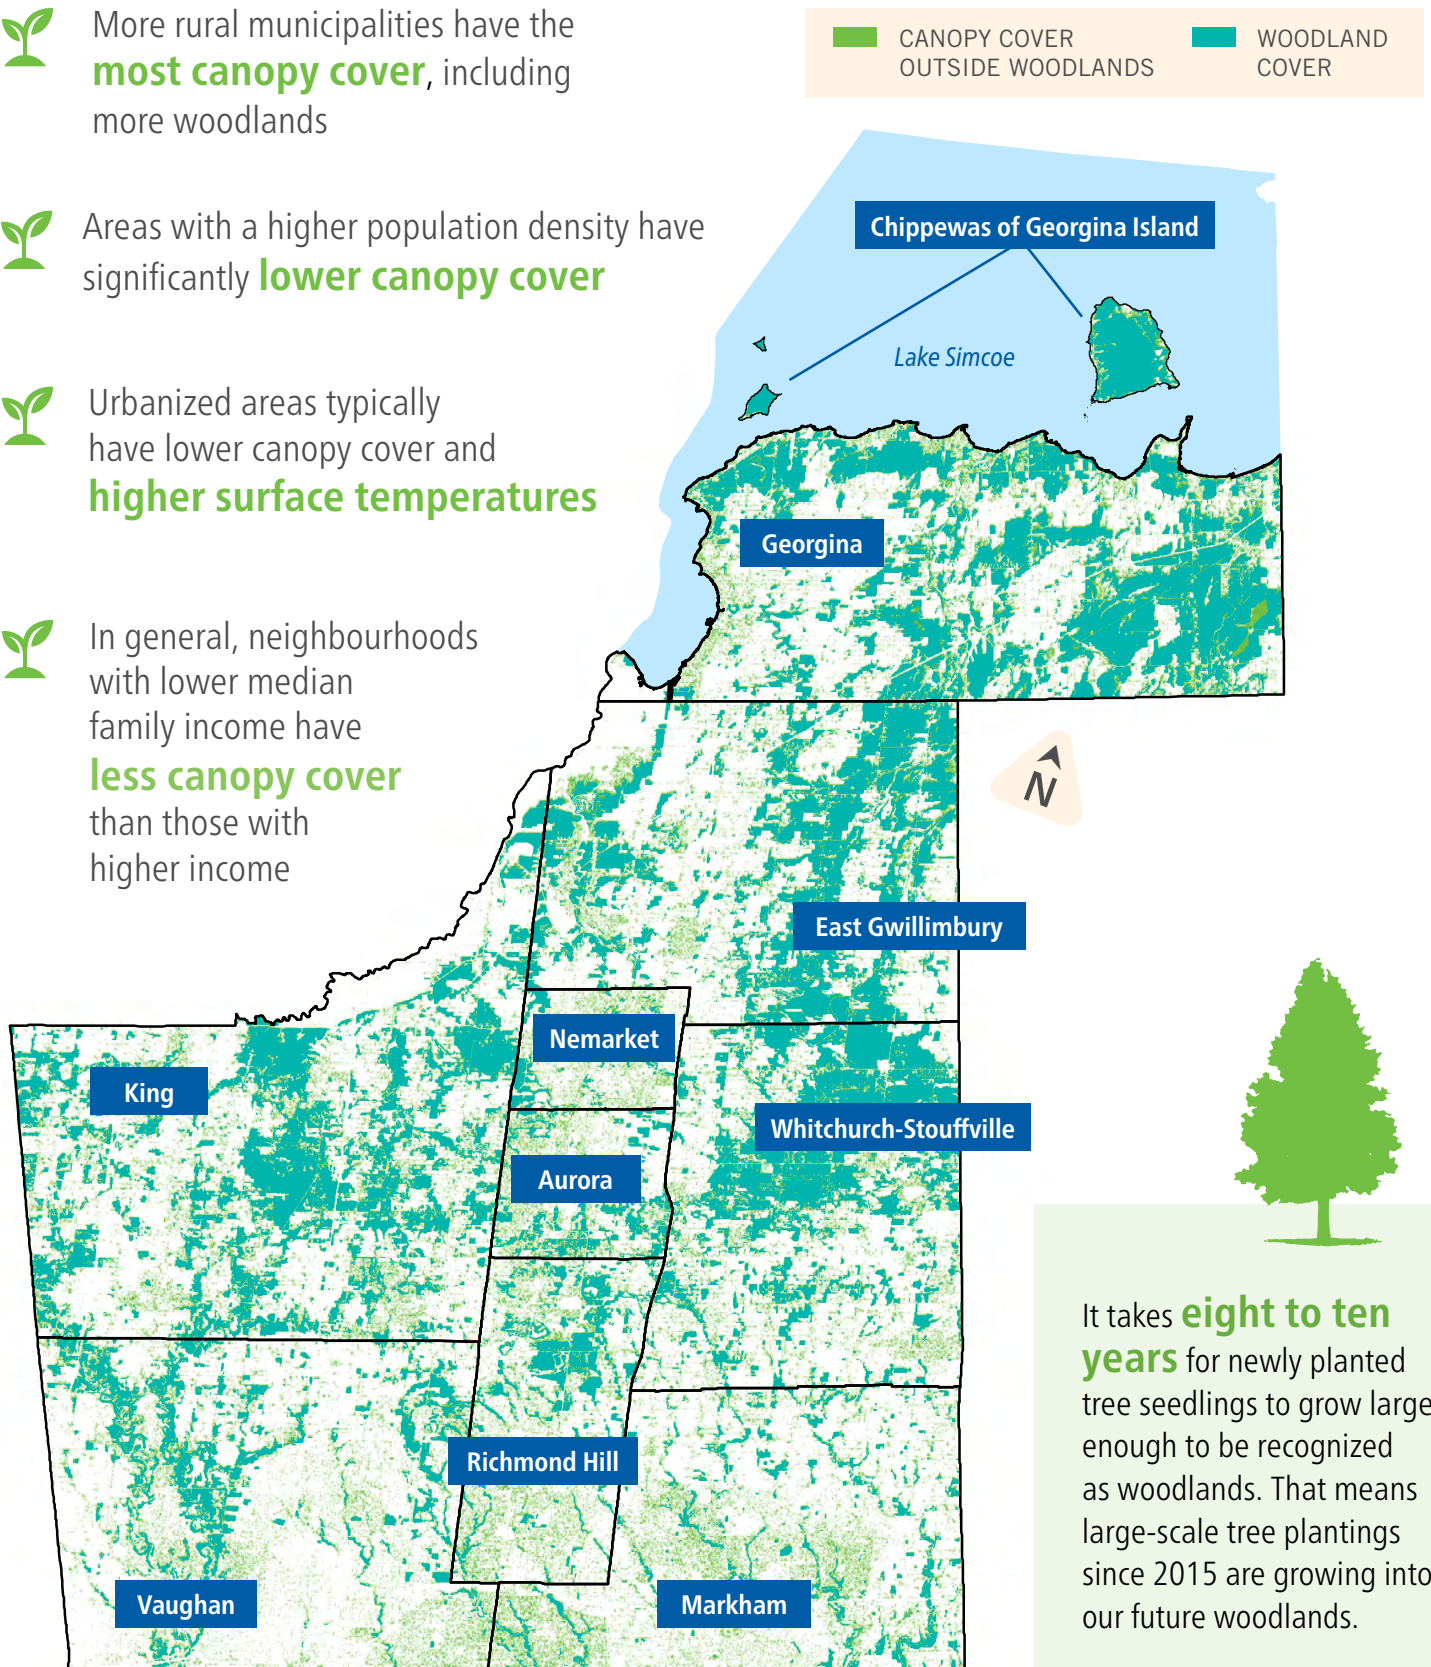 More rural municipalities have the
most canopy cover, including
more woodlands
Areas with a higher population density have
significantly lower canopy cover
Urbanized areas typically
have lower canopy cover and
higher surface temperatures
In general, neighbourhoods
with lower median
family income have
less canopy cover
than those with
higher income
CANOPY COVER
OUTSIDE WOODLANDS
WOODLAND
COVER
Chippewas of Georgina Island
Lake Simcoe
Georgina
N
East Gwillimbury
Nemarket
King
Whitchurch-Stouffville
Aurora
Richmond Hill
Vaughan
Markham
It takes eight to ten
years for newly planted
tree seedlings to grow large
enough to be recognized
as woodlands. That means
large-scale tree plantings
since 2015 are growing into
our future woodlands.